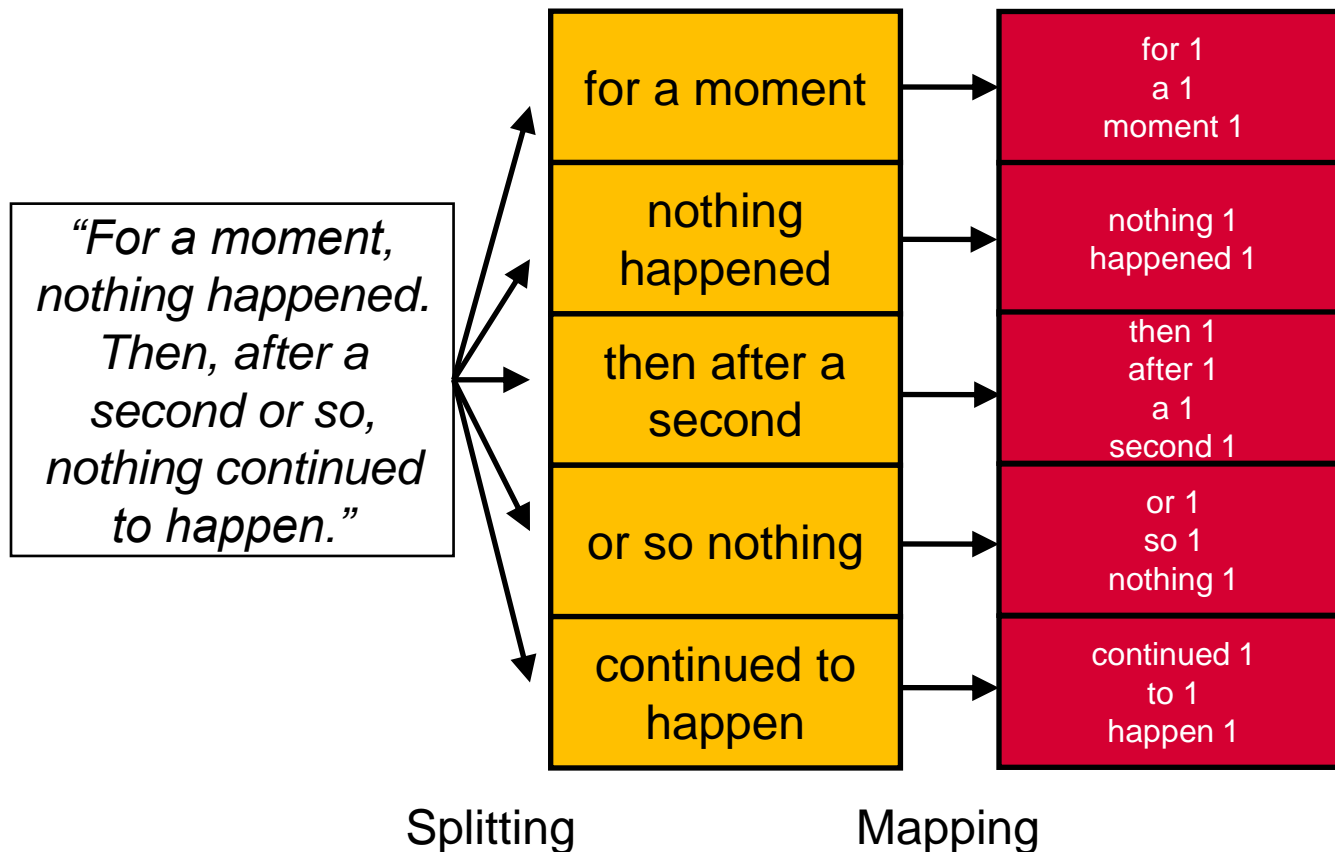 “For a moment,
nothing happened.
Then, after a
second or so,
nothing continued
to happen.”
for a moment
nothing
happened
then after a
second
or so nothing
continued to
happen
for 1
a 1
moment 1
nothing 1
happened 1
then 1
after 1
a 1
second 1
or 1
so 1
nothing 1
continued 1
to 1
happen 1
Splitting
Mapping